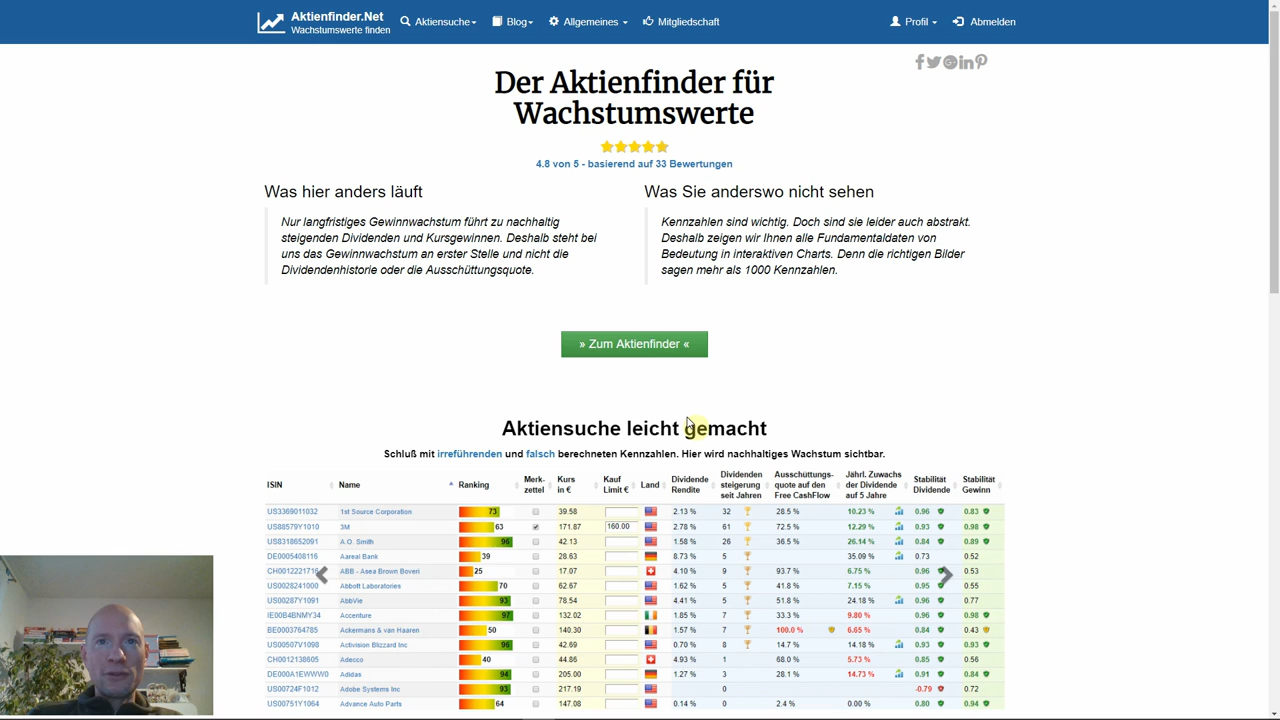 Aktienfinder.Net
Wachstumswerte finden
Aktiensuche
Blog
Allgemeines
Mitgliedschaft
Profil
Abmelden
Der Aktienfinder für
Wachstumswerte
4.8 von 5 - basierend auf 33 Bewertungen
Was hier anders läuft
Nur langfristiges Gewinnwachstum führt zu nachhaltig
steigenden Dividenden und Kursgewinnen. Deshalb steht bei
uns das Gewinnwachstum an erster Stelle und nicht die
Dividendenhistorie oder die Ausschüttungsquote.
Was Sie anderswo nicht sehen
Kennzahlen sind wichtig. Doch sind sie leider auch abstrakt.
Deshalb zeigen wir Ihnen alle Fundamentaldaten von
Bedeutung in interaktiven Charts. Denn die richtigen Bilder
sagen mehr als 1000 Kennzahlen.
» Zum Aktienfinder «
Aktiensuche leicht gemacht
Schluß mit irreführenden und falsch berechneten Kennzahlen. Hier wird nachhaltiges Wachstum sichtbar.
ISIN
Name
Ranking
Merk-
zettel
Kurs
in €
Kauf
Limit €
Land
Dividende
Rendite
Dividenden
steigerung
seit Jahren
Ausschüttungs-
quote auf den
Free CashFlow
Jährl. Zuwachs
der Dividende
auf 5 Jahre
Stabilität
Dividende
Stabilität
Gewinn
US3369011032 1st Source Corporation 73 39.58 2.13 % 32 28.5 % 10.23 % 0.96 0.83
US88579Y1010 3M 63 171.87 160.00 2.78 % 61 72.5 % 12.29 % 0.93 0.98
US8318652091 A.O. Smith 96 42.13 1.58 % 26 36.5 % 26.14 % 0.84 0.89
DE0005408116 Aareal Bank 39 28.63 8.73 % 5 35.09 % 0.73 0.52
ABB - Asea Brown Boveri 25 17.07 4.10 % 9 93.7 % 6.75 % 0.96 0.53
US0028241000 Abbott Laboratories 70 62.67 1.62 % 5 41.8 % 7.15 % 0.95 0.55
US00287Y1091 AbbVie 93 78.54 4.41 % 5 51.8 % 24.18 % 0.96 0.77
IE00B4BNMY34 Accenture 97 132.02 1.85 % 7 33.3 % 9.80 % 0.96 0.98
BE0003764785 Ackermans & van Haaren 50 140.30 1.57 % 7 100.0 % 6.65 % 0.84 0.43
US00507V1098 Activision Blizzard Inc 96 42.69 0.70 % 8 14.7 % 14.18 % 0.93 0.93
CH0012138605 Adecco 40 44.86 4.93 % 1 68.0 % 5.73 % 0.85 0.56
DE000A1EWWW0 Adidas 94 205.00 1.27 % 3 28.1 % 14.73 % 0.91 0.84
US00724F1012 Adobe Systems Inc 93 217.19 0 -0.79 0.72
US00751Y1064 Advance Auto Parts 64 147.08 0.14 % 0 2.4 % 0.00 % 0.80 0.94